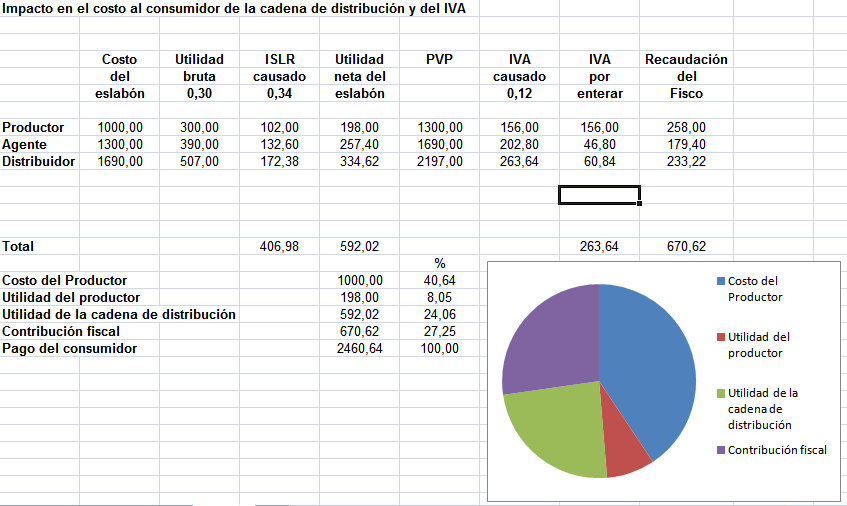 Impacto en el costo al consumidor de la cadena de distribución y del IVA
Costo Utilidad ISLR Utilidad PVP IVA IVA Recaudación
del bruta causado neta del causado por del
eslabón 0,30 0,34 eslabón 0,12 enterar Fisco
Productor 1000,00 300,00 102,00 198,00 1300,00 156,00 156,00 258,00
Agente 1300,00 390,00 132,60 257,40 1690,00 202,80 46,80 179,40
Distribuidor 1690,00 507,00 172,38 334,62 2197,00 263,64 60,84 233,22
Total 406,98 592,02 263,64 670,62
%
Costo del Productor 1000,00 40,64
Utilidad del productor 198,00 8,05
Utilidad de la cadena de distribución 592,02 24,06
Contribución fiscal 670,62 27,25
Pago del consumidor 2460,64 100,00
Costo del
Productor
Utilidad del
productor
Utilidad de la
cadena de
distribución
Contribución fiscal